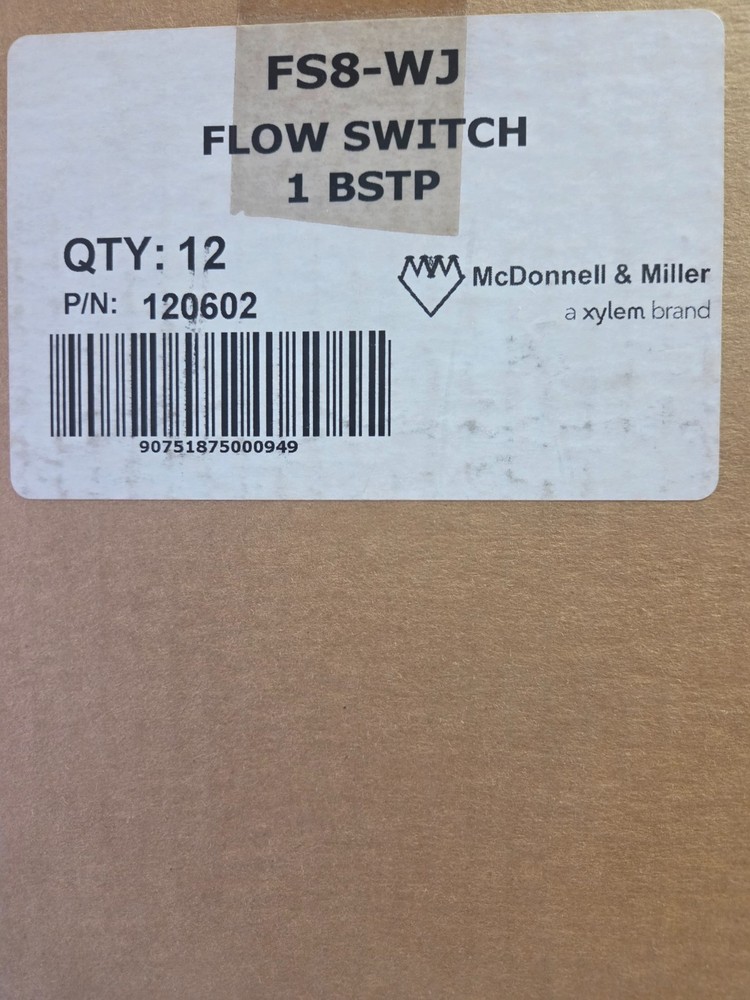 FS8-WJ
FLOW SWITCH
1 BSTP
QTY: 12
P/N: 120602
McDonnell & Miller
a xylem brand
90751875000949